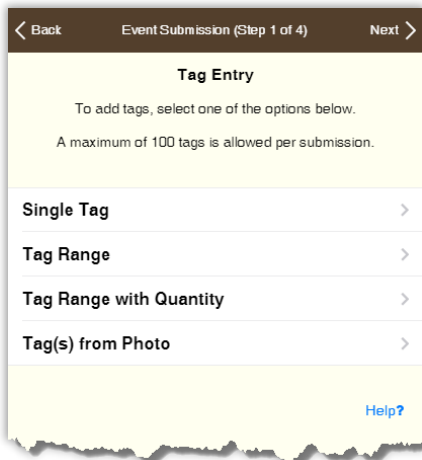 Back Event Submission (Step 1 of 4) Next
Tag Entry
To add tags, select one of the options below.
A maximum of 100 tags is allowed per submission.
Single Tag
Tag Range
Tag Range with Quantity
Tag(s) from Photo
Help?